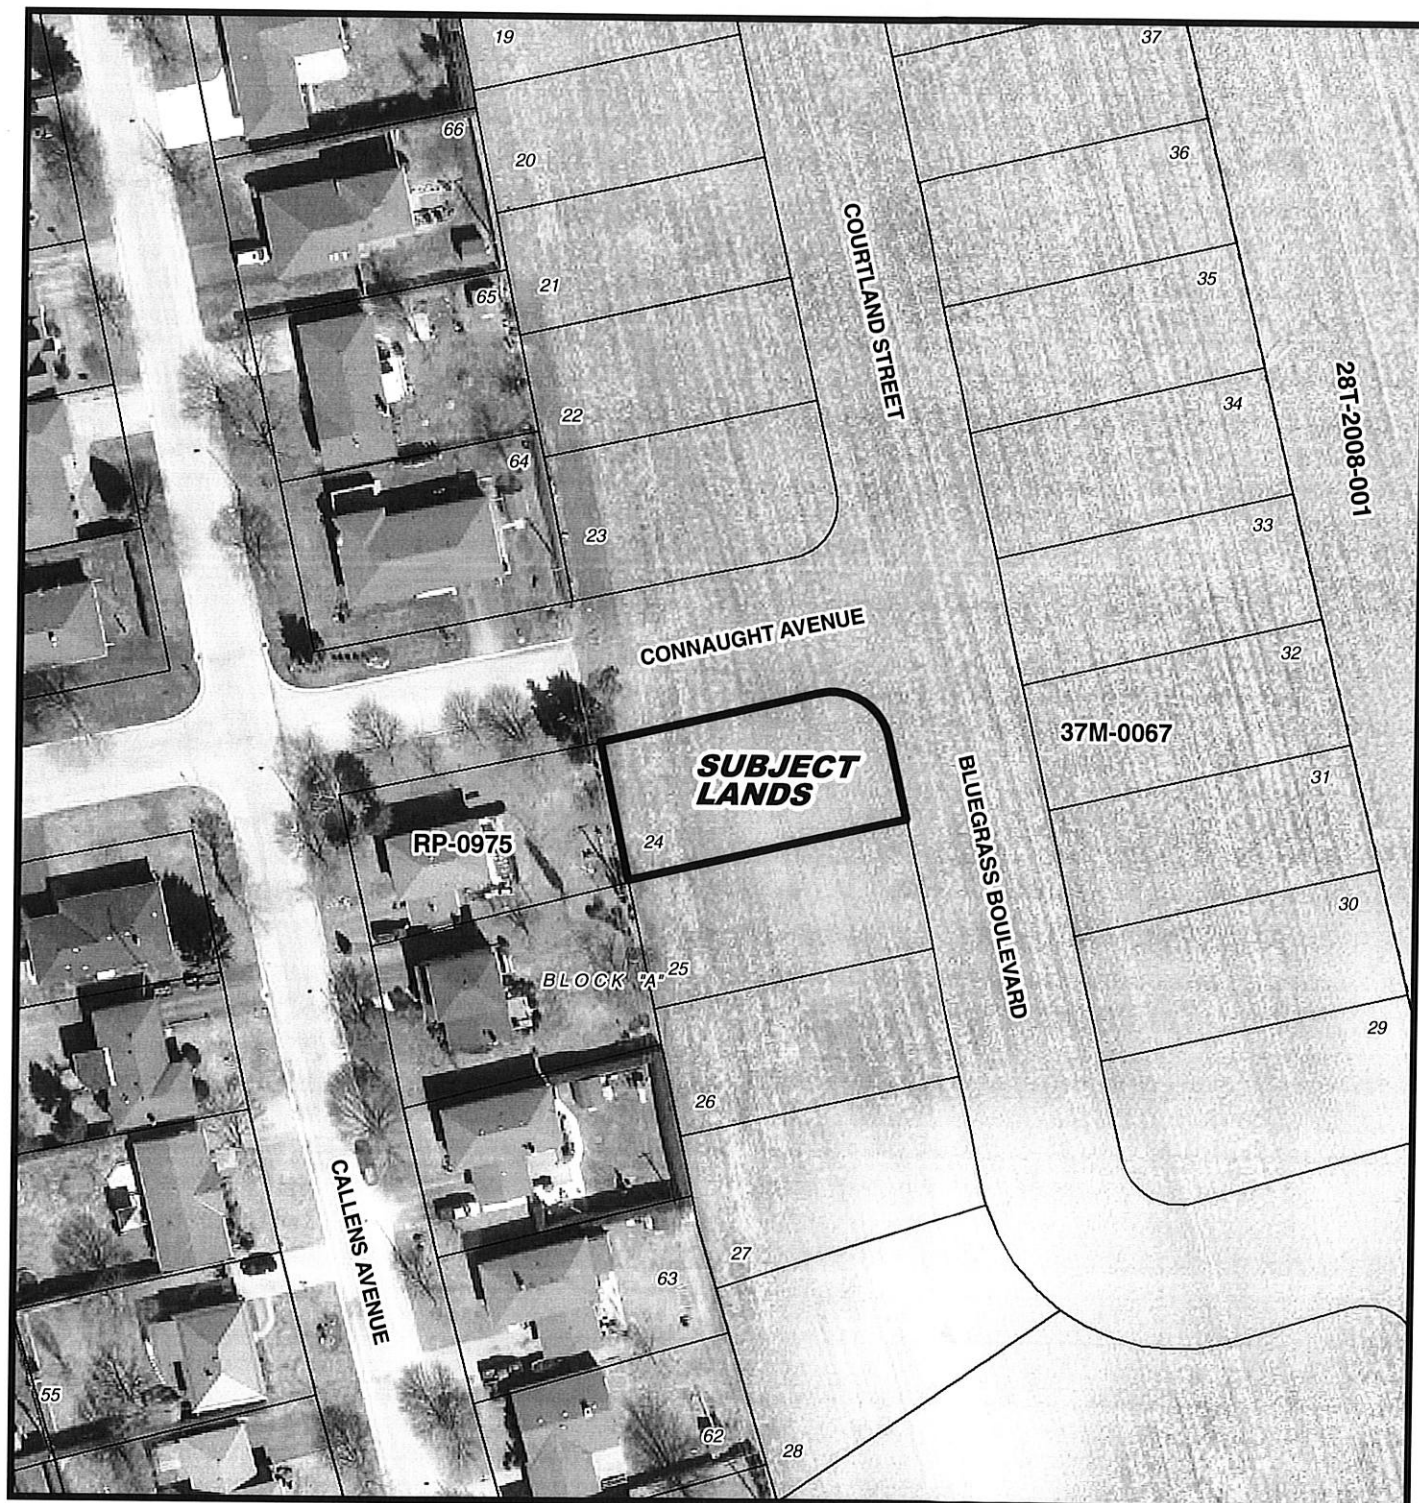 19
37
66
20
36
COURTLAND STREET
65
21
35
28T-2008-001
34
22
64
33
23
CONNAUGHT AVENUE
32
37M-0067
SUBJECT
LANDS
BLUEGRASS BOULEVARD
31
RP-0975
24
30
BLOCK "A"
25
29
26
CALLENS AVENUE
27
63
55
62
28